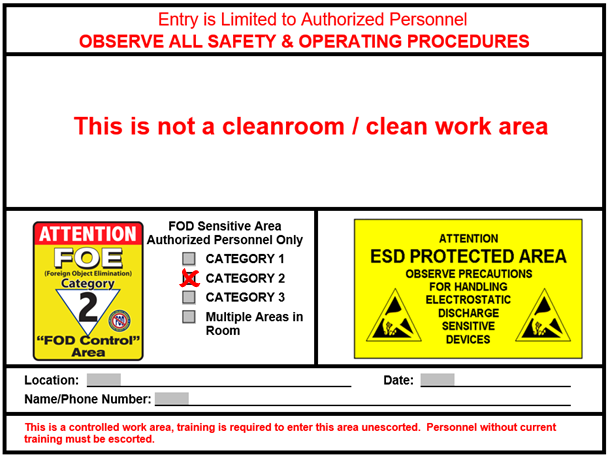 Entry is Limited to Authorized Personnel
OBSERVE ALL SAFETY & OPERATING PROCEDURES
This is not a cleanroom / clean work area
ATTENTION
FOE
(Foreign Object Elimination)
Category
2
"FOD Control"
Area
FOD Sensitive Area
Authorized Personnel Only
CATEGORY 1
CATEGORY 2
CATEGORY 3
Multiple Areas in
Room
ATTENTION
ESD PROTECTED AREA
OBSERVE PRECAUTIONS
FOR HANDLING
ELECTROSTATIC
DISCHARGE
SENSITIVE
DEVICES
Location:
Date:
Name/Phone Number:
This is a controlled work area, training is required to enter this area unescorted.  Personnel without current
training must be escorted.